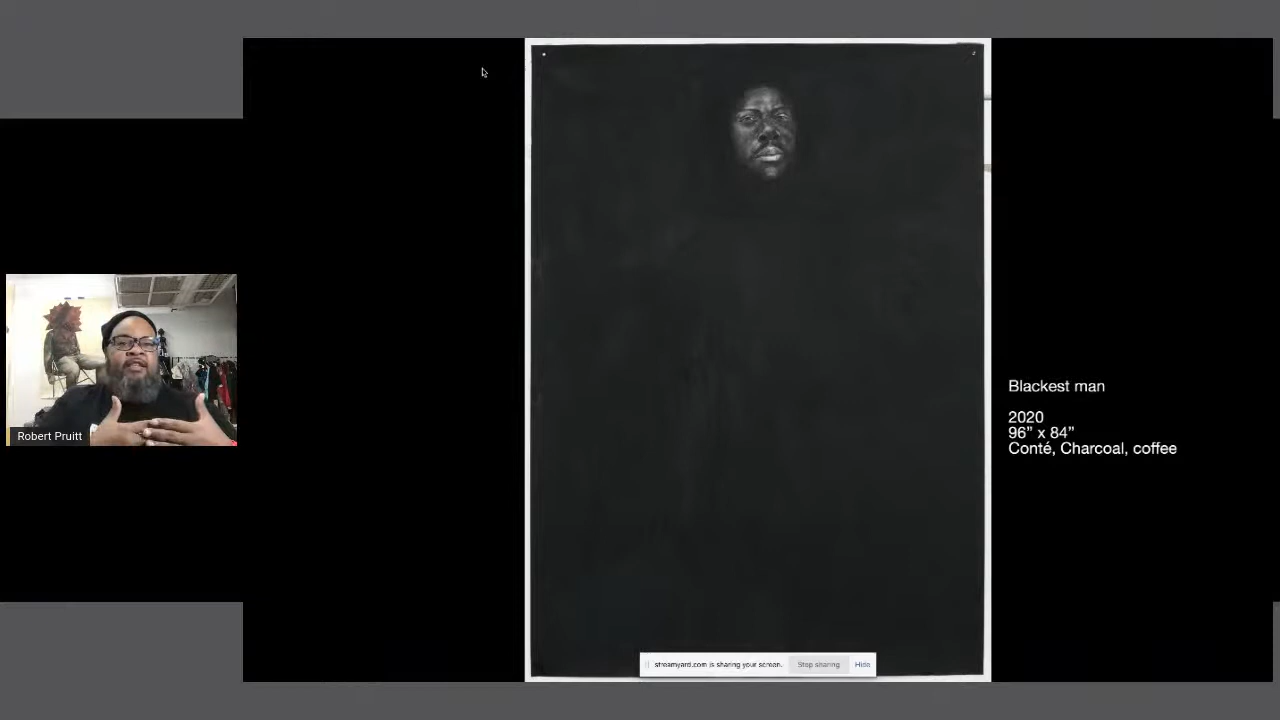 Robert Pruitt
Blackest man
2020
96” x 84”
Conté, Charcoal, coffee
streamyard.com is sharing your screen.
Stop sharing
Hide